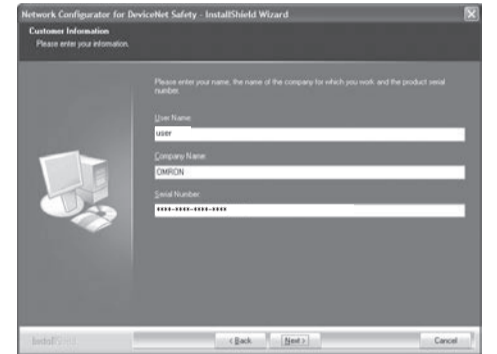 Network Configurator for DeviceNet Safety - InstallShield Wizard
Customer Information
Please enter your information.
Please enter your name, the name of the company for which you work and the product serial
number.
User Name:
user
Company Name:
OMRON
Serial Number:
****-****-****-****
InstallShield
< Back
Next >
Cancel